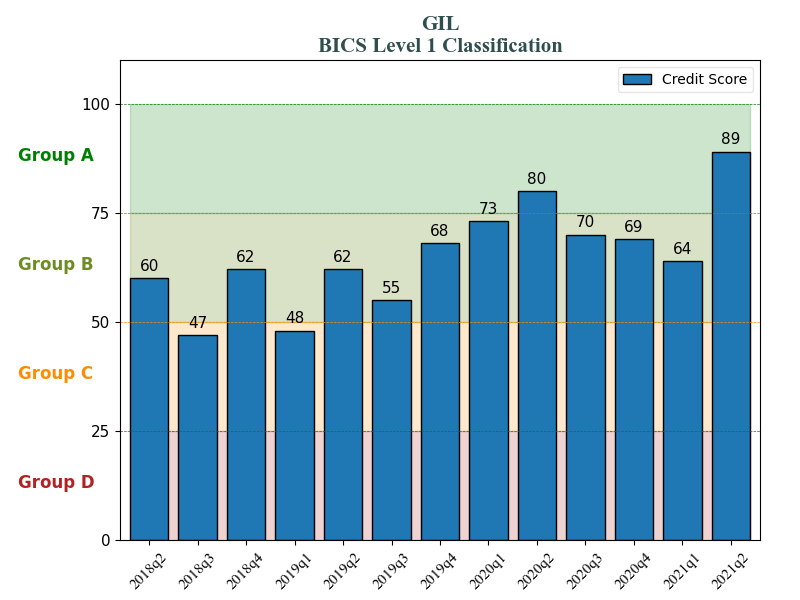 GIL
BICS Level 1 Classification
Credit Score
100
Group A
75
Group B
50
Group C
25
Group D
0
60
47
62
48
62
55
68
73
80
70
69
64
89
2018q2
2018q3
2018q4
2019q1
2019q2
2019q3
2019q4
2020q1
2020q2
2020q3
2020q4
2021q1
2021q2